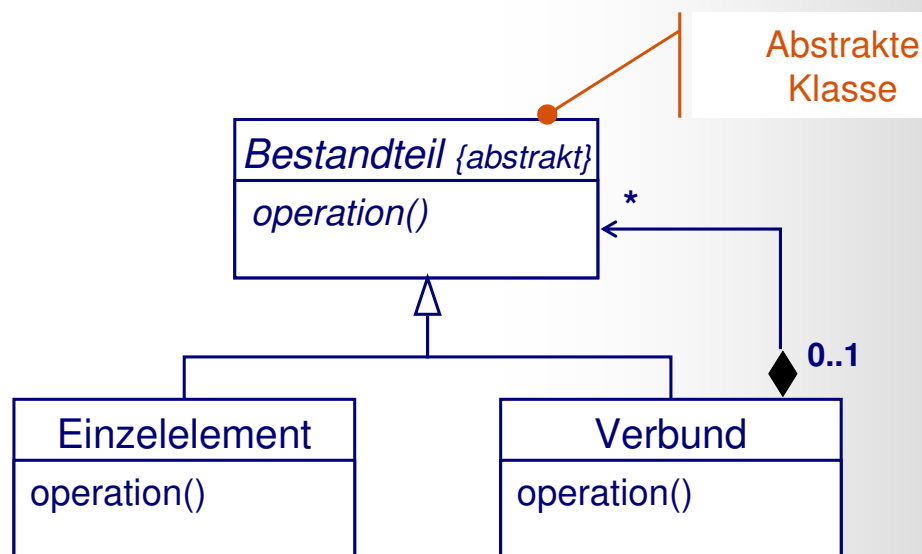 Abstrakte
Klasse
Bestandteil {abstrakt}
operation()
*
0..1
Einzelelement
operation()
Verbund
operation()